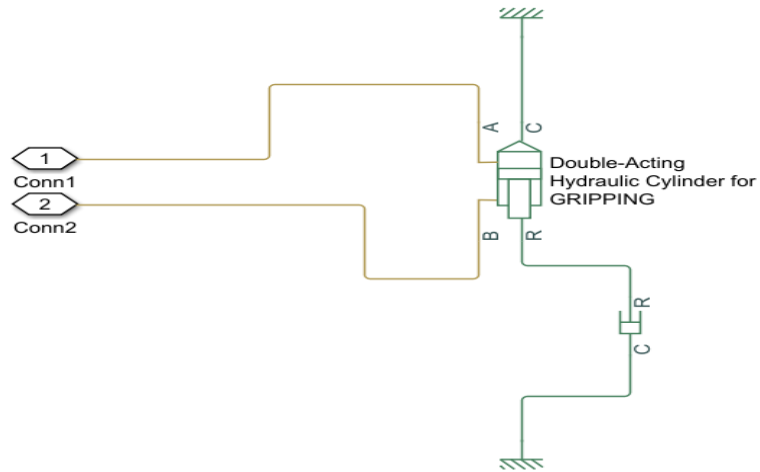 A
C
1
Conn1
2
Conn2
Double-Acting
Hydraulic Cylinder for
GRIPPING
B
R
R
C